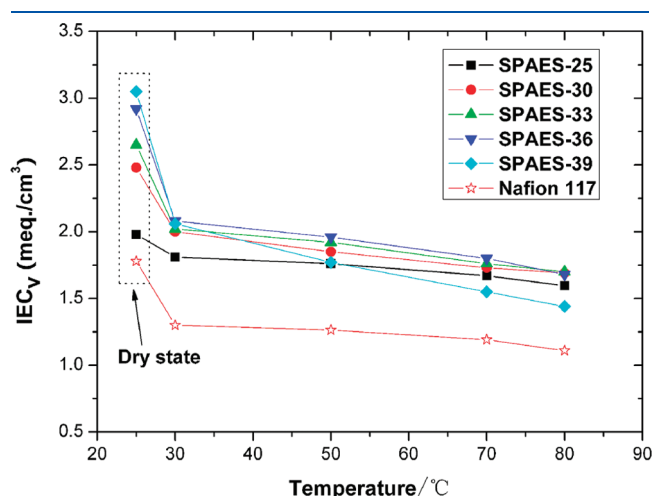 3.5
3.0
2.5
2.0
1.5
1.0
0.5
IECV (meq./cm3)
SPAES-25
SPAES-30
SPAES-33
SPAES-36
SPAES-39
Nafion 117
Dry state
20 30 40 50 60 70 80 90
Temperature/℃